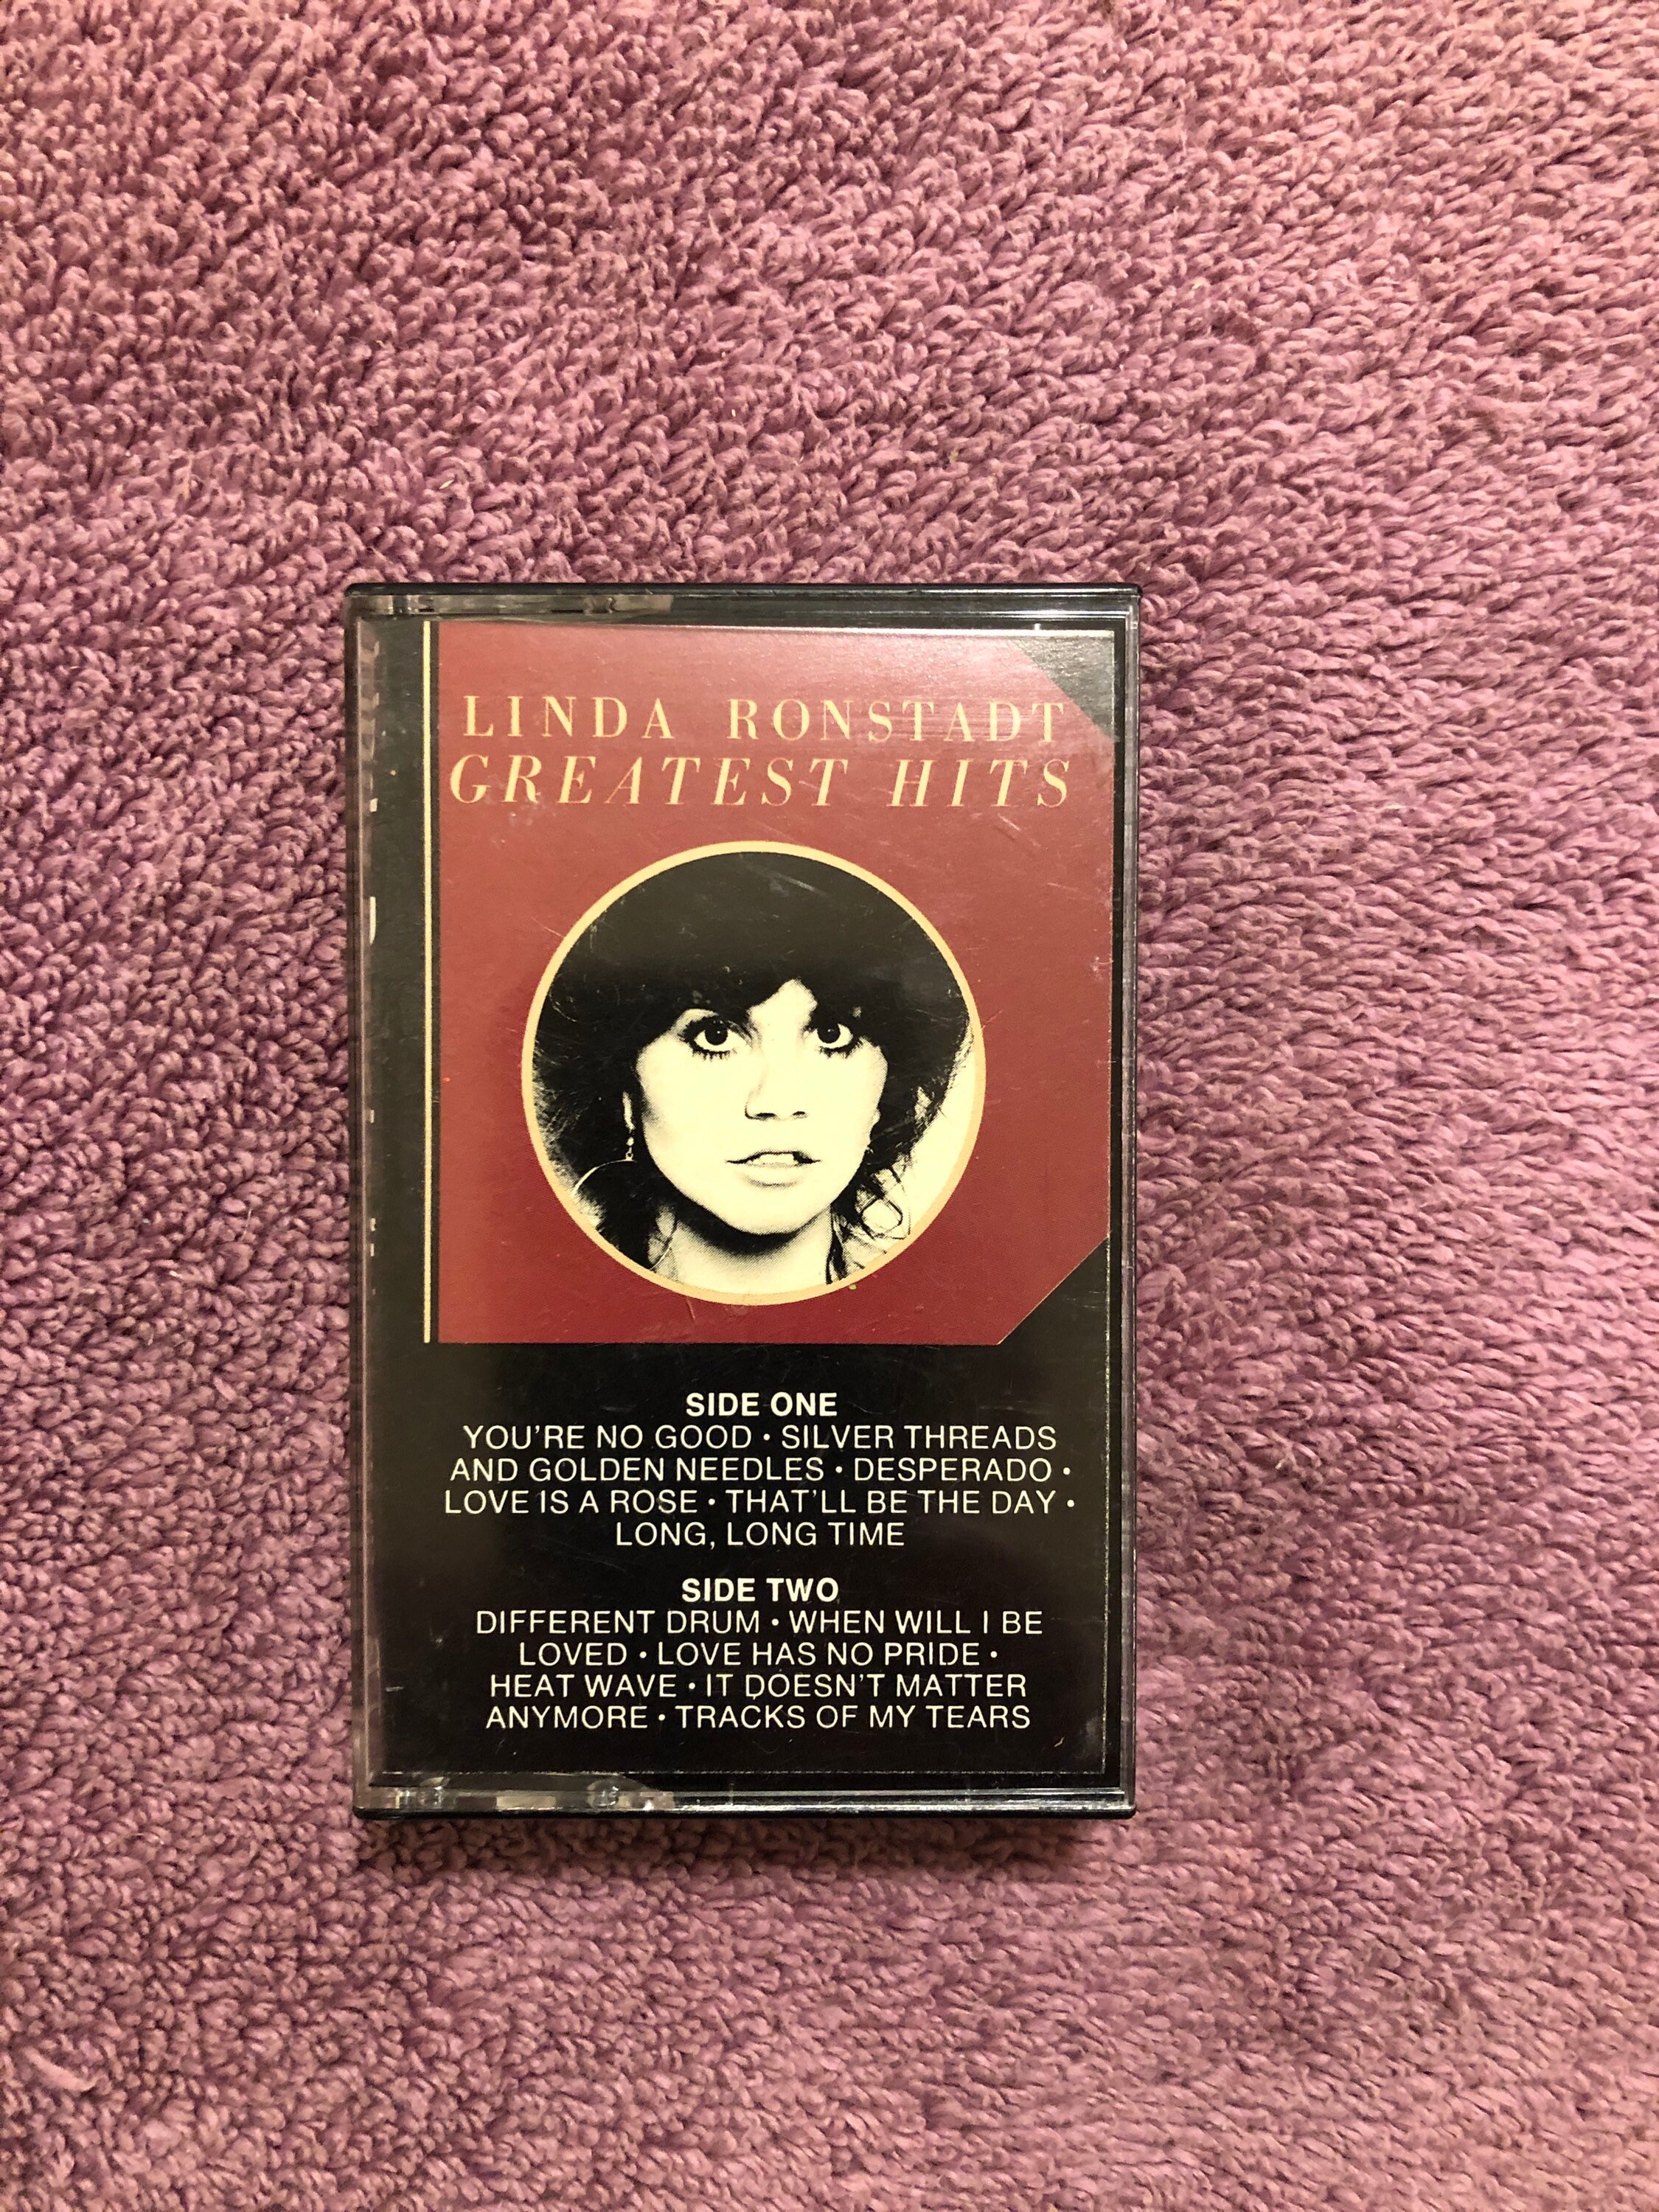 LINDA RONSTADT
GREATEST HITS
SIDE ONE
YOU'RE NO GOOD • SILVER THREADS
AND GOLDEN NEEDLES • DESPERADO •
LOVE IS A ROSE • THAT'LL BE THE DAY •
LONG, LONG TIME
SIDE TWO
DIFFERENT DRUM • WHEN WILL I BE
LOVED • LOVE HAS NO PRIDE •
HEAT WAVE • IT DOESN'T MATTER
ANYMORE • TRACKS OF MY TEARS